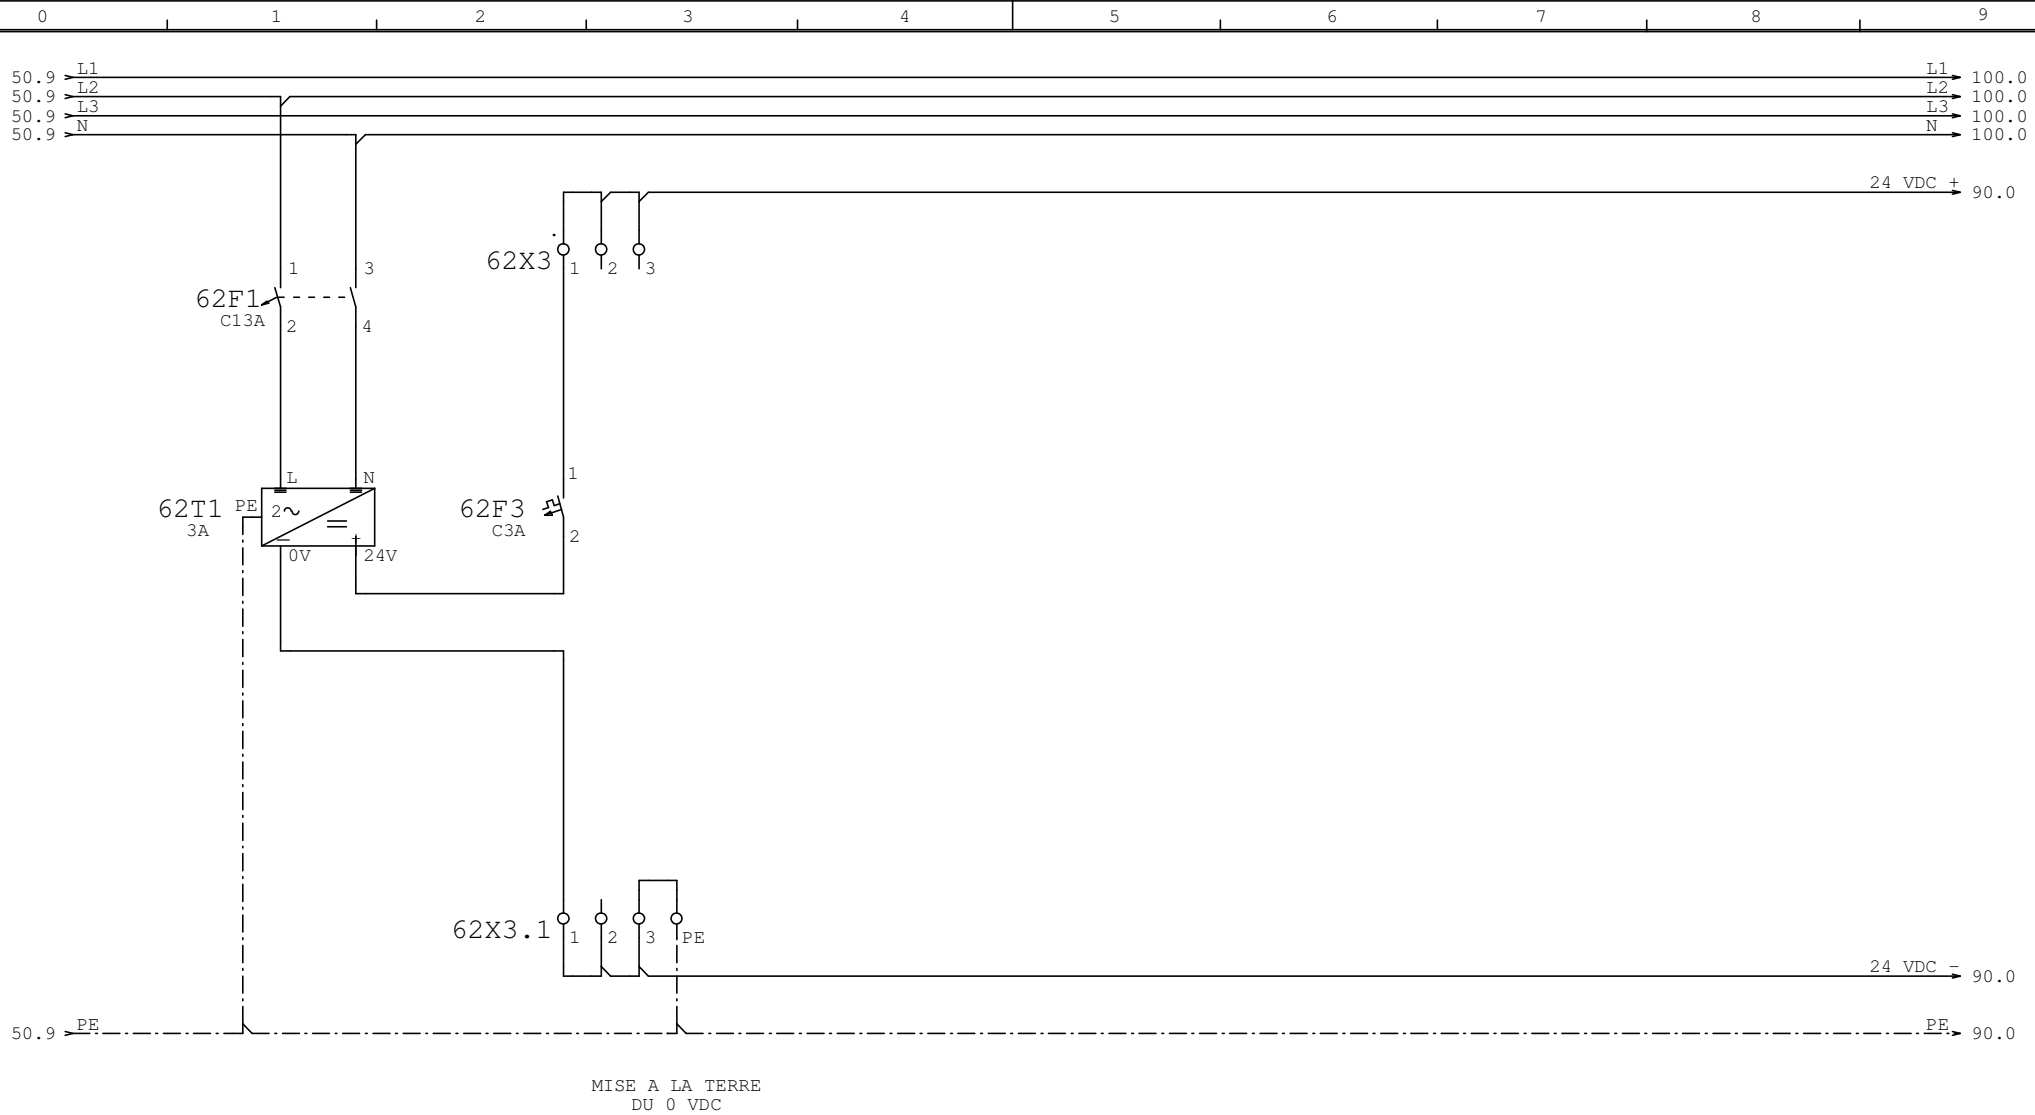 0 1 2 3 4 5 6 7 8 9
50.9 L1 L1 100.0
50.9 L2 L2 100.0
50.9 L3 L3 100.0
50.9 N N 100.0
24 VDC + 90.0
62X3 1 2 3
1 3
62F1
C13A
2 4
L N
1
62T1 PE 2 62F3
3A C3A
2
0V 24V
62X3.1 1 2 3 PE
24 VDC - 90.0
50.9 PE PE 90.0
MISE A LA TERRE
DU 0 VDC